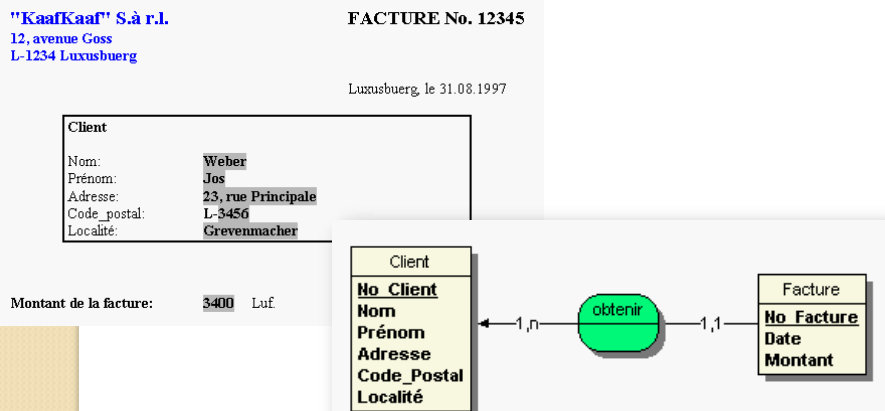 "KaafKaaf" S.à r.l. FACTURE No. 12345
12, avenue Goss
L-1234 Luxusbuerg
Luxusbuerg, le 31.08.1997
Client
Nom: Weber
Prénom: Jos
Adresse: 23, rue Principale
Code_postal: L-3456
Localité: Grevenmacher
Montant de la facture: 3400 Luf.
Client
No_Client
Nom
Prénom
Adresse
Code_Postal
Localité
1,n
obtenir
1,1
Facture
No_Facture
Date
Montant